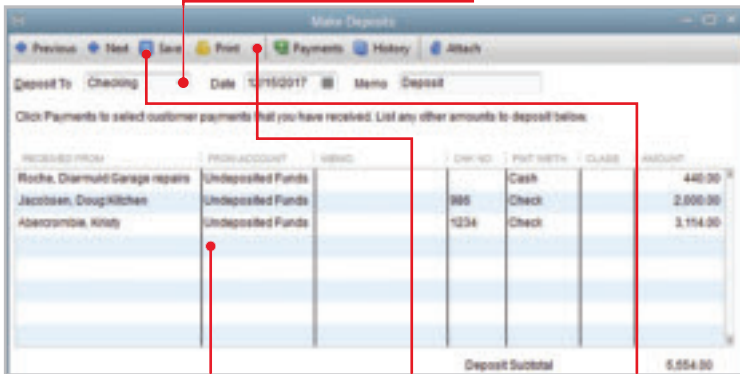 Make Deposits
Previous Next Save Print Payments History Attach
Deposit To Checking Date 12/15/2017 Memo Deposit
Click Payments to select customer payments that you have received. List any other amounts to deposit below.
RECEIVED FROM FROM ACCOUNT MEMO CHK NO. PMT METH. CLASS AMOUNT
Roche, Diarmuid:Garage repairs Undeposited Funds Cash 440.00
Jacobsen, Doug:Kitchen Undeposited Funds 985 Check 2,000.00
Abercrombie, Kristy Undeposited Funds 1234 Check 3,114.00
Deposit Subtotal 5,554.00